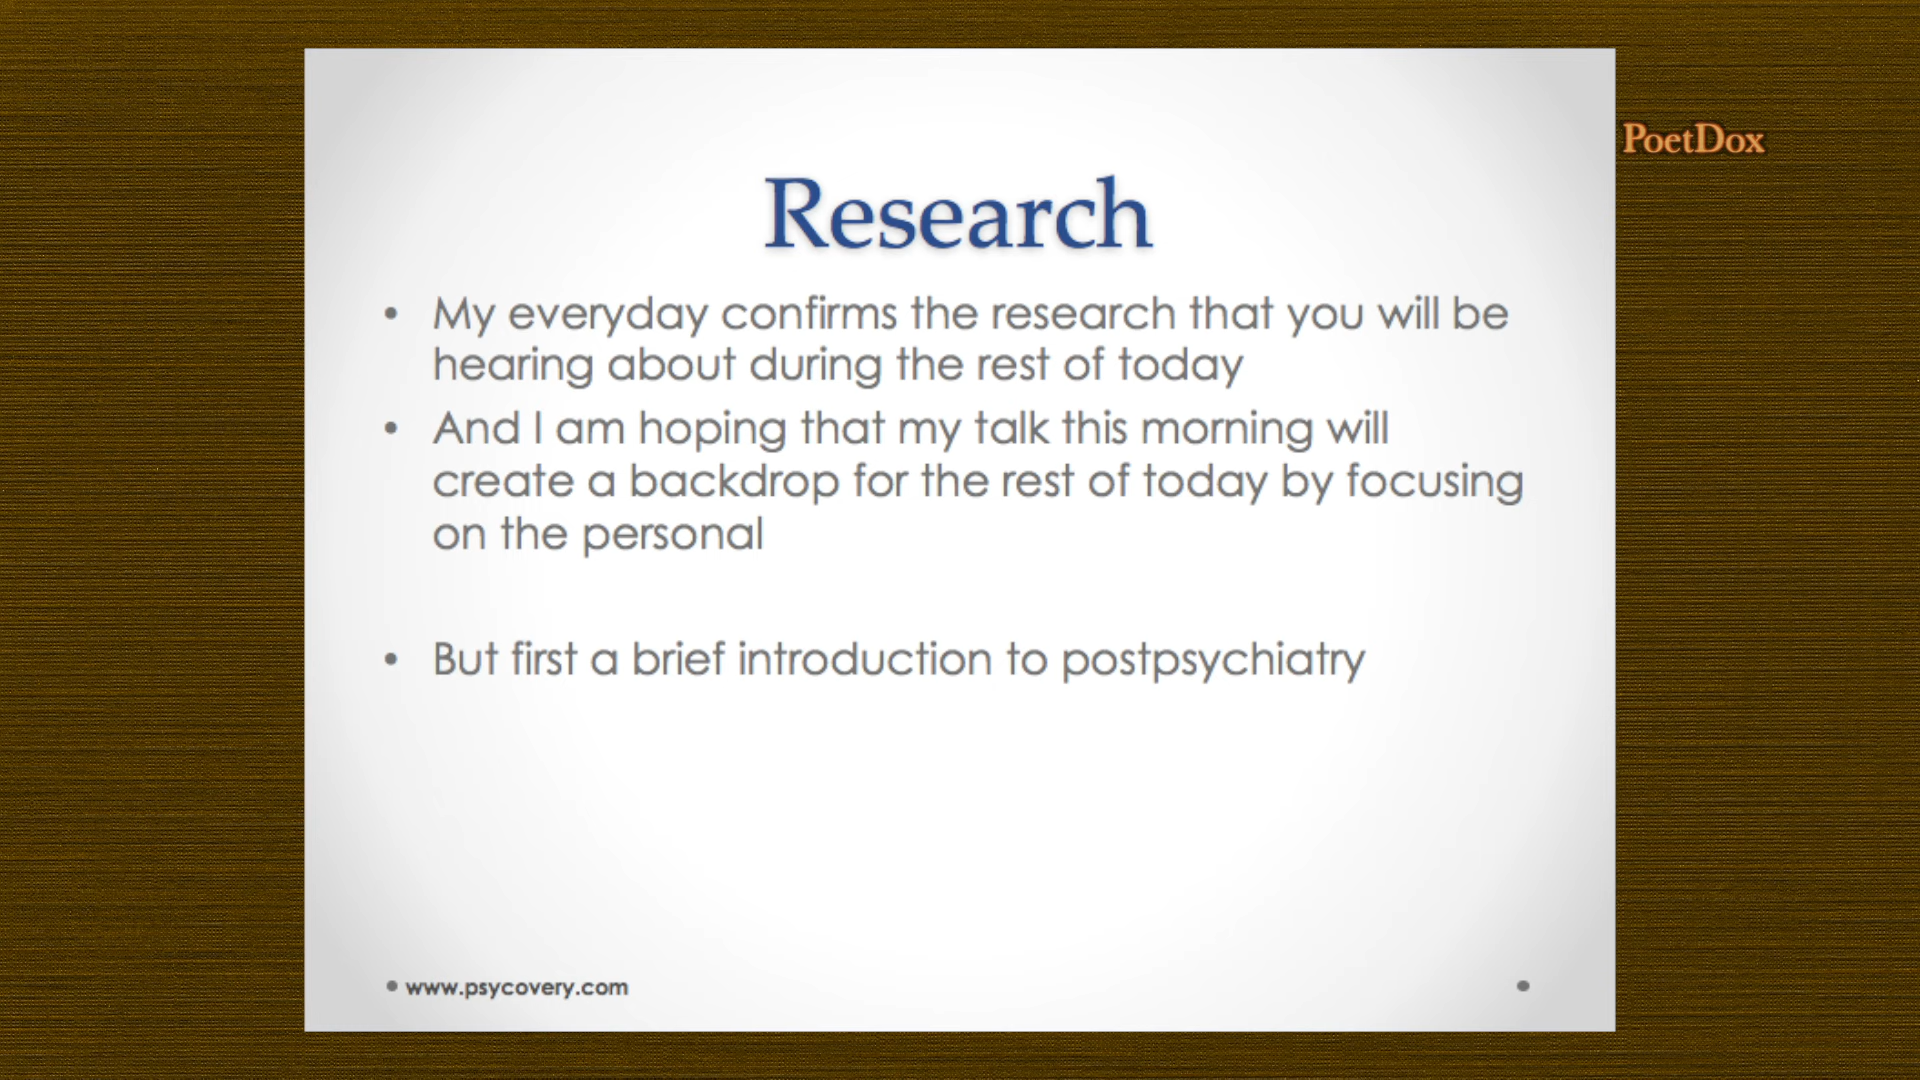 PoetDox
Research
• My everyday confirms the research that you will be
hearing about during the rest of today
• And I am hoping that my talk this morning will
create a backdrop for the rest of today by focusing
on the personal
• But first a brief introduction to postpsychiatry
• www.psycovery.com